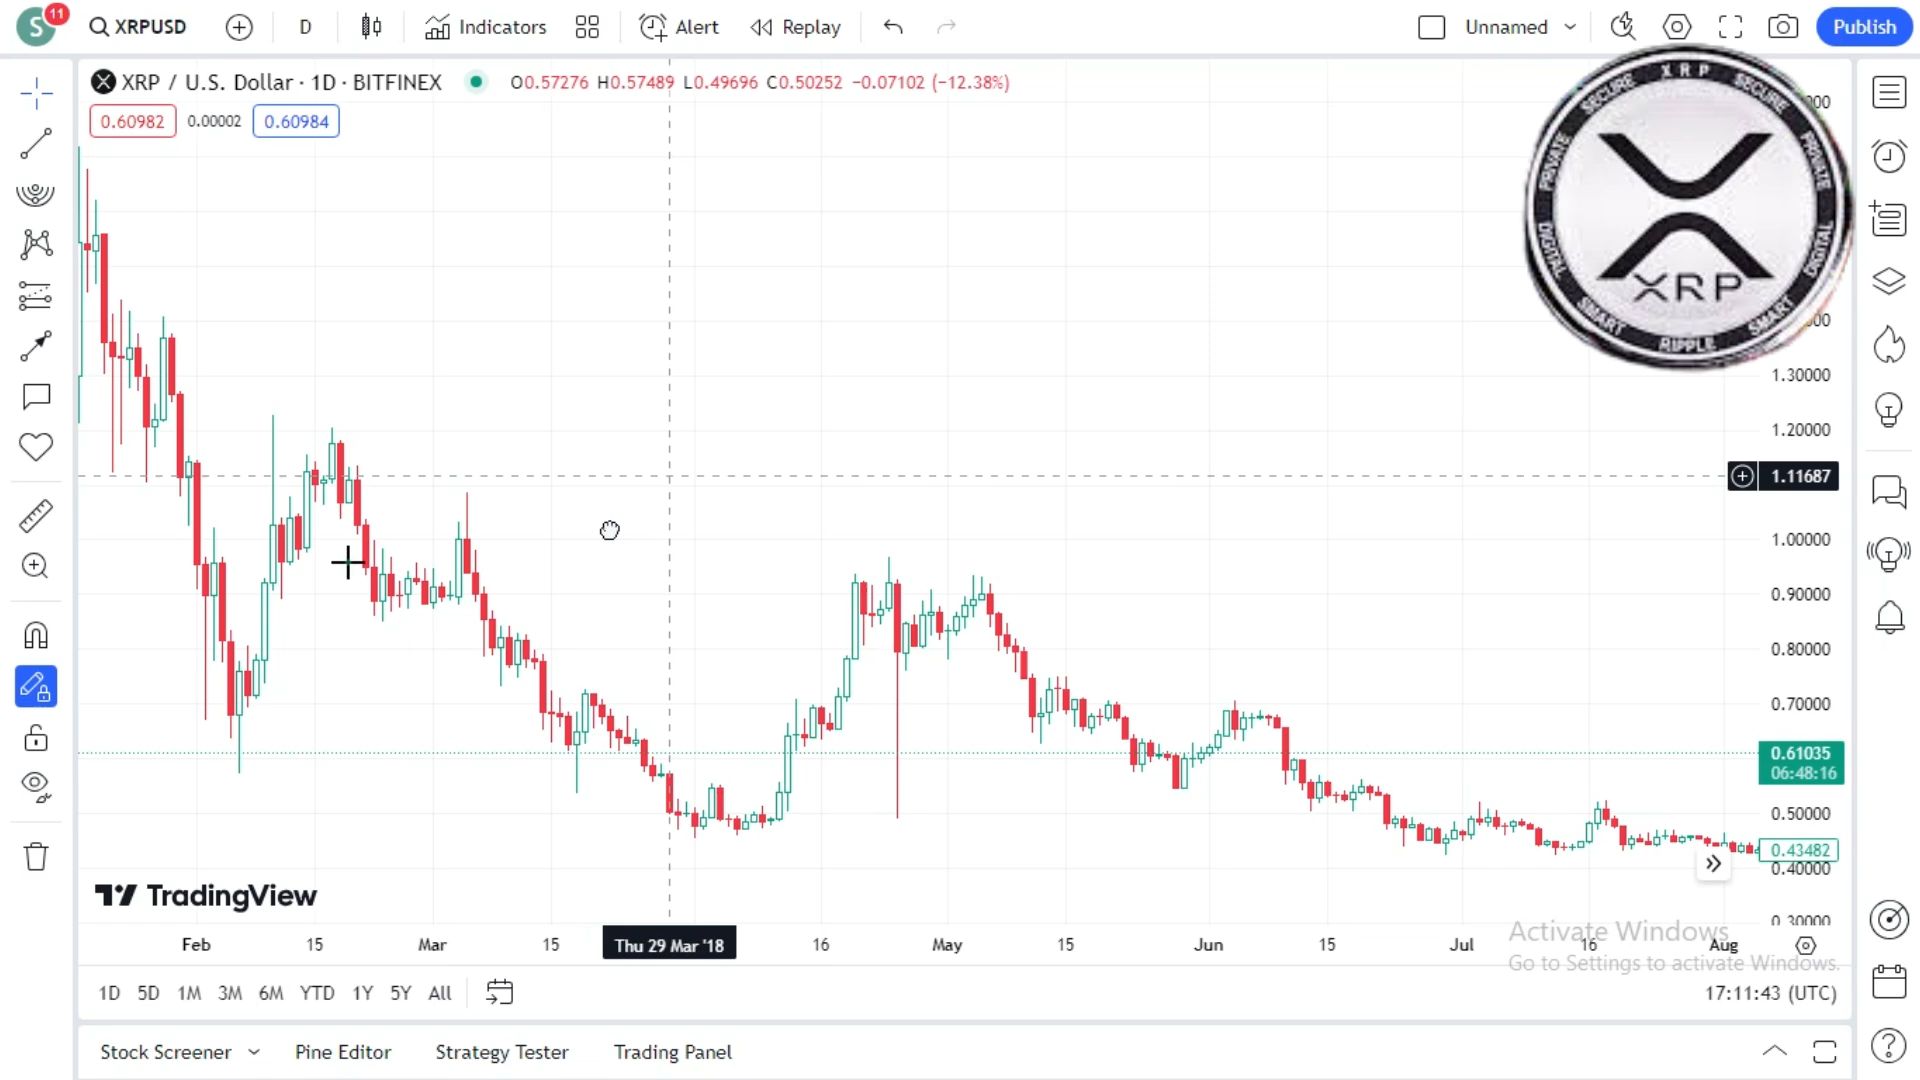 S 11 XRPUSD D Indicators Alert Replay Unnamed Publish
XRP / U.S. Dollar · 1D · BITFINEX O0.57276 H0.57489 L0.49696 C0.50252 −0.07102 (−12.38%)
0.60982 0.00002 0.60984
XRP
SECURE
SECURE
PRIVATE
PRIVATE
DIGITAL
DIGITAL
XRP
SMART
SMART
RIPPLE
1.30000
1.20000
1.11687
1.00000
0.90000
0.80000
0.70000
0.61035
06:48:16
0.50000
0.43482
0.40000
0.30000
TradingView
Feb 15 Mar 15 Thu 29 Mar '18 16 May 15 Jun 15 Jul 16 Aug
Activate Windows
Go to Settings to activate Windows.
1D 5D 1M 3M 6M YTD 1Y 5Y All 17:11:43 (UTC)
Stock Screener Pine Editor Strategy Tester Trading Panel